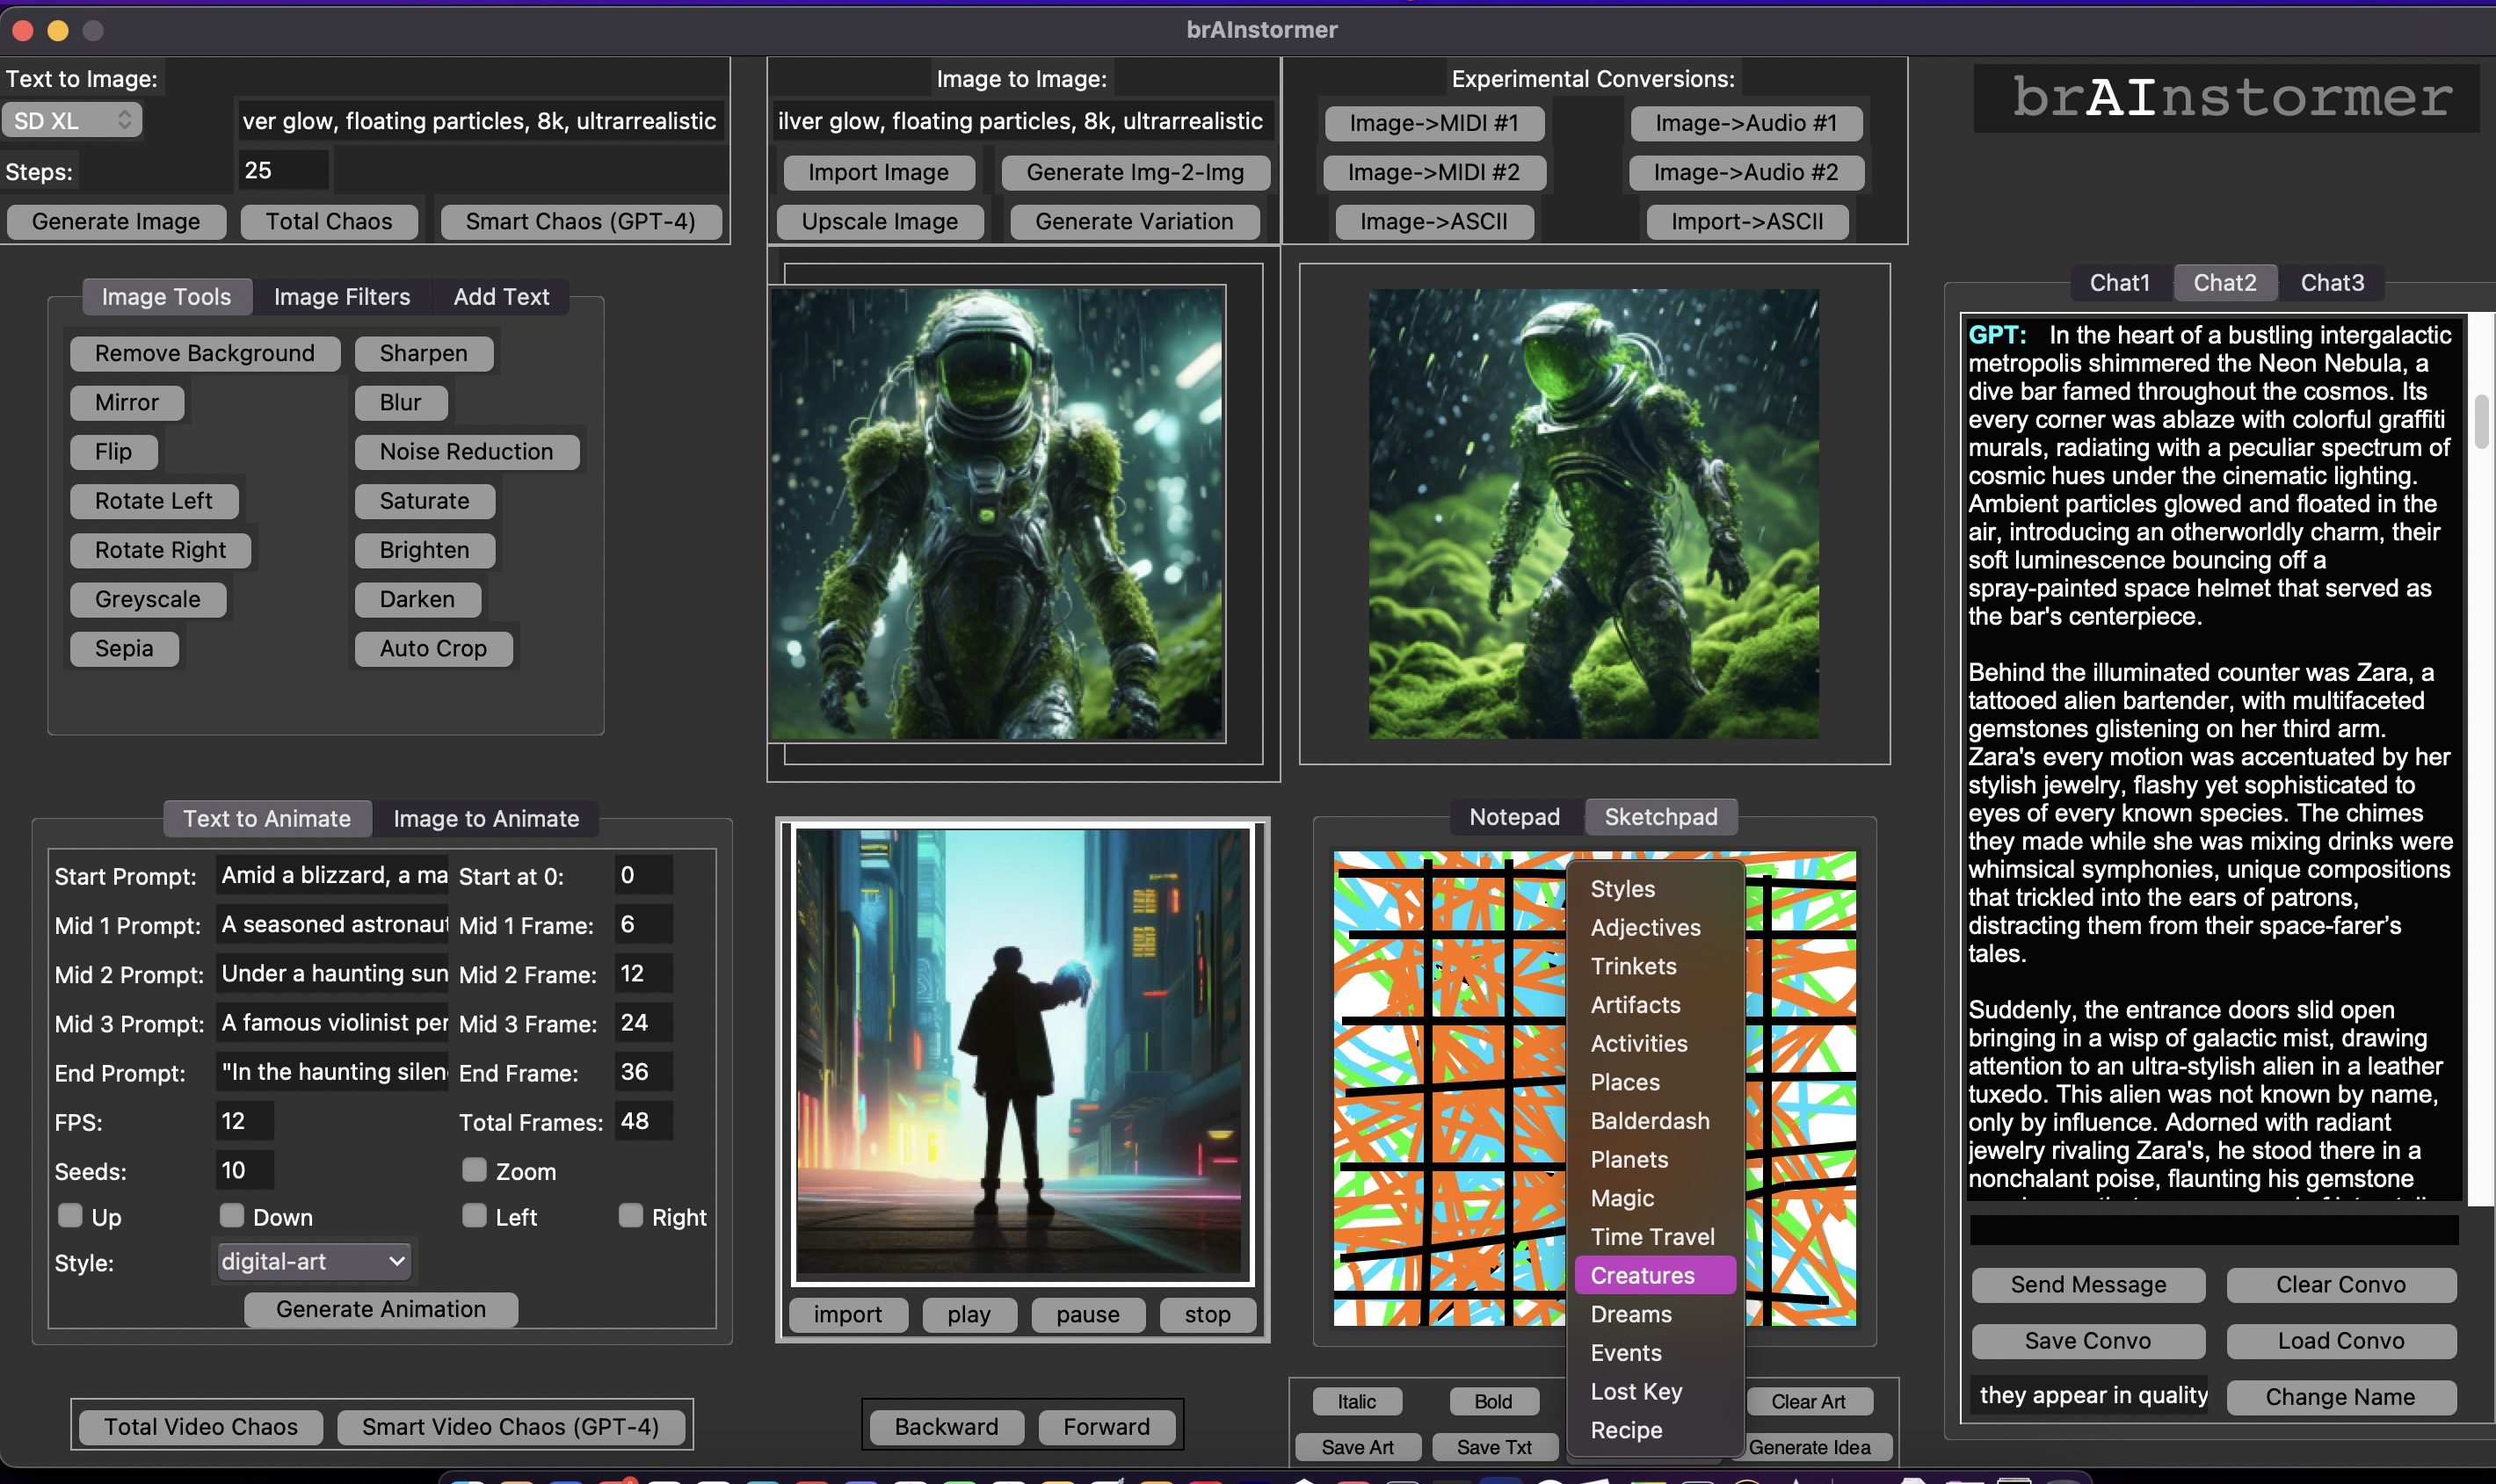 brAInstormer
Text to Image:
SD XL
ver glow, floating particles, 8k, ultrarrealistic
Steps:
25
Generate Image
Total Chaos
Smart Chaos (GPT-4)
Image to Image:
ilver glow, floating particles, 8k, ultrarrealistic
Import Image
Generate Img-2-Img
Upscale Image
Generate Variation
Experimental Conversions:
Image->MIDI #1
Image->Audio #1
Image->MIDI #2
Image->Audio #2
Image->ASCII
Import->ASCII
brAInstormer
Image Tools
Image Filters
Add Text
Remove Background
Sharpen
Mirror
Blur
Flip
Noise Reduction
Rotate Left
Saturate
Rotate Right
Brighten
Greyscale
Darken
Sepia
Auto Crop
Text to Animate
Image to Animate
Start Prompt:
Amid a blizzard, a ma
Start at 0:
0
Mid 1 Prompt:
A seasoned astronaut
Mid 1 Frame:
6
Mid 2 Prompt:
Under a haunting sun
Mid 2 Frame:
12
Mid 3 Prompt:
A famous violinist per
Mid 3 Frame:
24
End Prompt:
"In the haunting silen
End Frame:
36
FPS:
12
Total Frames:
48
Seeds:
10
Zoom
Up
Down
Left
Right
Style:
digital-art
Generate Animation
Total Video Chaos
Smart Video Chaos (GPT-4)
import
play
pause
stop
Backward
Forward
Notepad
Sketchpad
Styles
Adjectives
Trinkets
Artifacts
Activities
Places
Balderdash
Planets
Magic
Time Travel
Creatures
Dreams
Events
Lost Key
Recipe
Italic
Bold
Clear Art
Save Art
Save Txt
Generate Idea
Chat1
Chat2
Chat3
GPT: In the heart of a bustling intergalactic
metropolis shimmered the Neon Nebula, a
dive bar famed throughout the cosmos. Its
every corner was ablaze with colorful graffiti
murals, radiating with a peculiar spectrum of
cosmic hues under the cinematic lighting.
Ambient particles glowed and floated in the
air, introducing an otherworldly charm, their
soft luminescence bouncing off a
spray-painted space helmet that served as
the bar's centerpiece.
Behind the illuminated counter was Zara, a
tattooed alien bartender, with multifaceted
gemstones glistening on her third arm.
Zara's every motion was accentuated by her
stylish jewelry, flashy yet sophisticated to
eyes of every known species. The chimes
they made while she was mixing drinks were
whimsical symphonies, unique compositions
that trickled into the ears of patrons,
distracting them from their space-farer's
tales.
Suddenly, the entrance doors slid open
bringing in a wisp of galactic mist, drawing
attention to an ultra-stylish alien in a leather
tuxedo. This alien was not known by name,
only by influence. Adorned with radiant
jewelry rivaling Zara's, he stood there in a
nonchalant poise, flaunting his gemstone
Send Message
Clear Convo
Save Convo
Load Convo
they appear in quality
Change Name